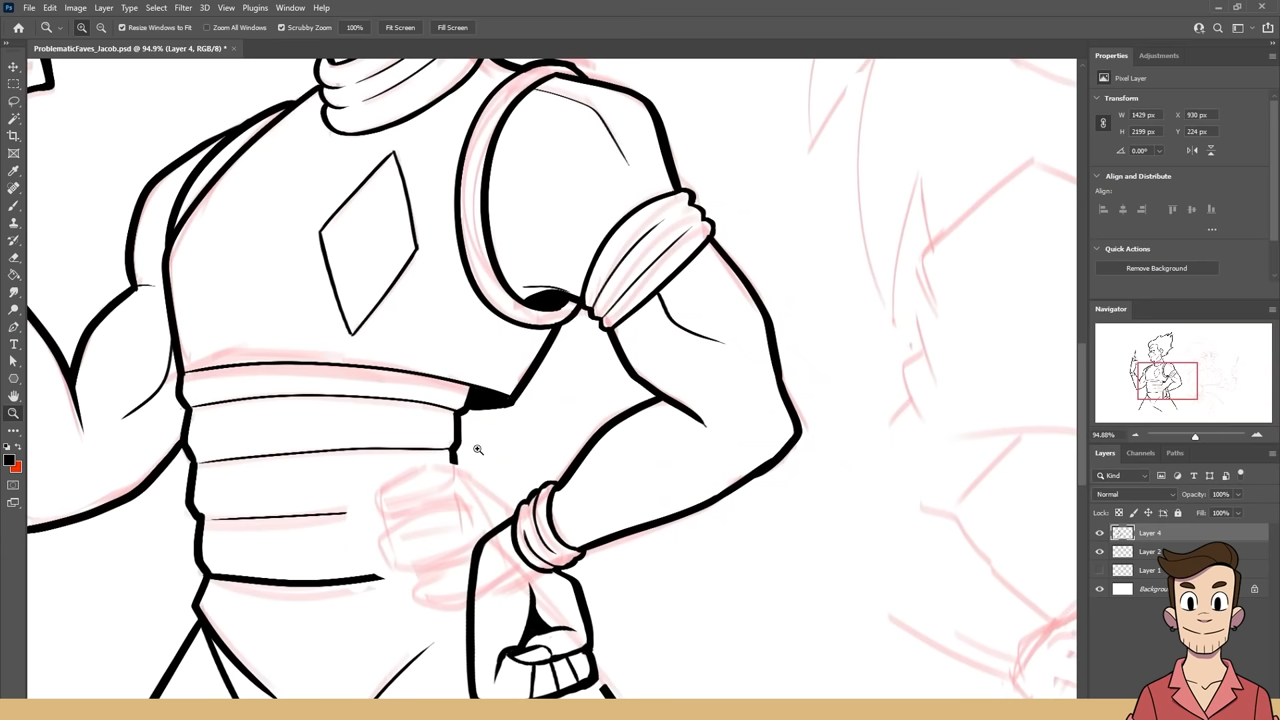 File Edit Image Layer Type Select Filter 3D View Plugins Window Help
Resize Windows to Fit Zoom All Windows Scrubby Zoom 100% Fit Screen Fill Screen
ProblematicFaves_Jacob.psd @ 94.9% (Layer 4, RGB/8) *
Properties Adjustments
Pixel Layer
Transform
W 1429 px X 930 px
H 2199 px Y 224 px
0.00°
Align and Distribute
Align:
Quick Actions
Remove Background
Navigator
94.88%
Layers Channels Paths
Kind
Normal Opacity: 100%
Lock: Fill: 100%
Layer 4
Layer 2
Layer 1
Backgrou